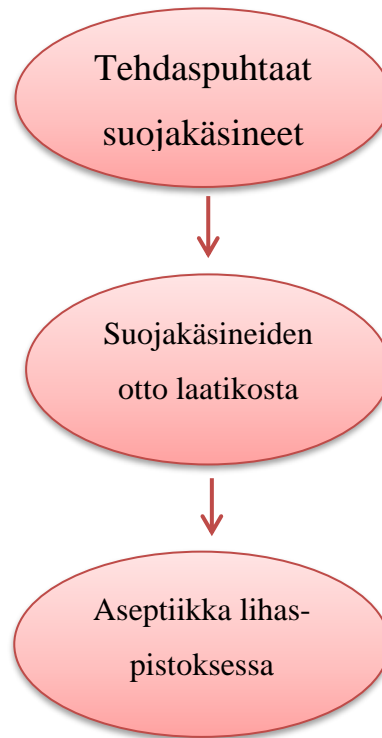 Tehdaspuhtaat
suojakäsineet
Suojakäsineiden
otto laatikosta
Aseptiikka lihas-
pistoksessa